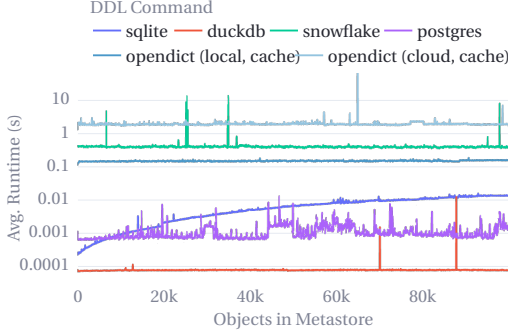 DDL Command
sqlite duckdb snowflake postgres
opendict (local, cache) opendict (cloud, cache)
Avg. Runtime (s)
10
1
0.1
0.01
0.001
0.0001
0 20k 40k 60k 80k
Objects in Metastore